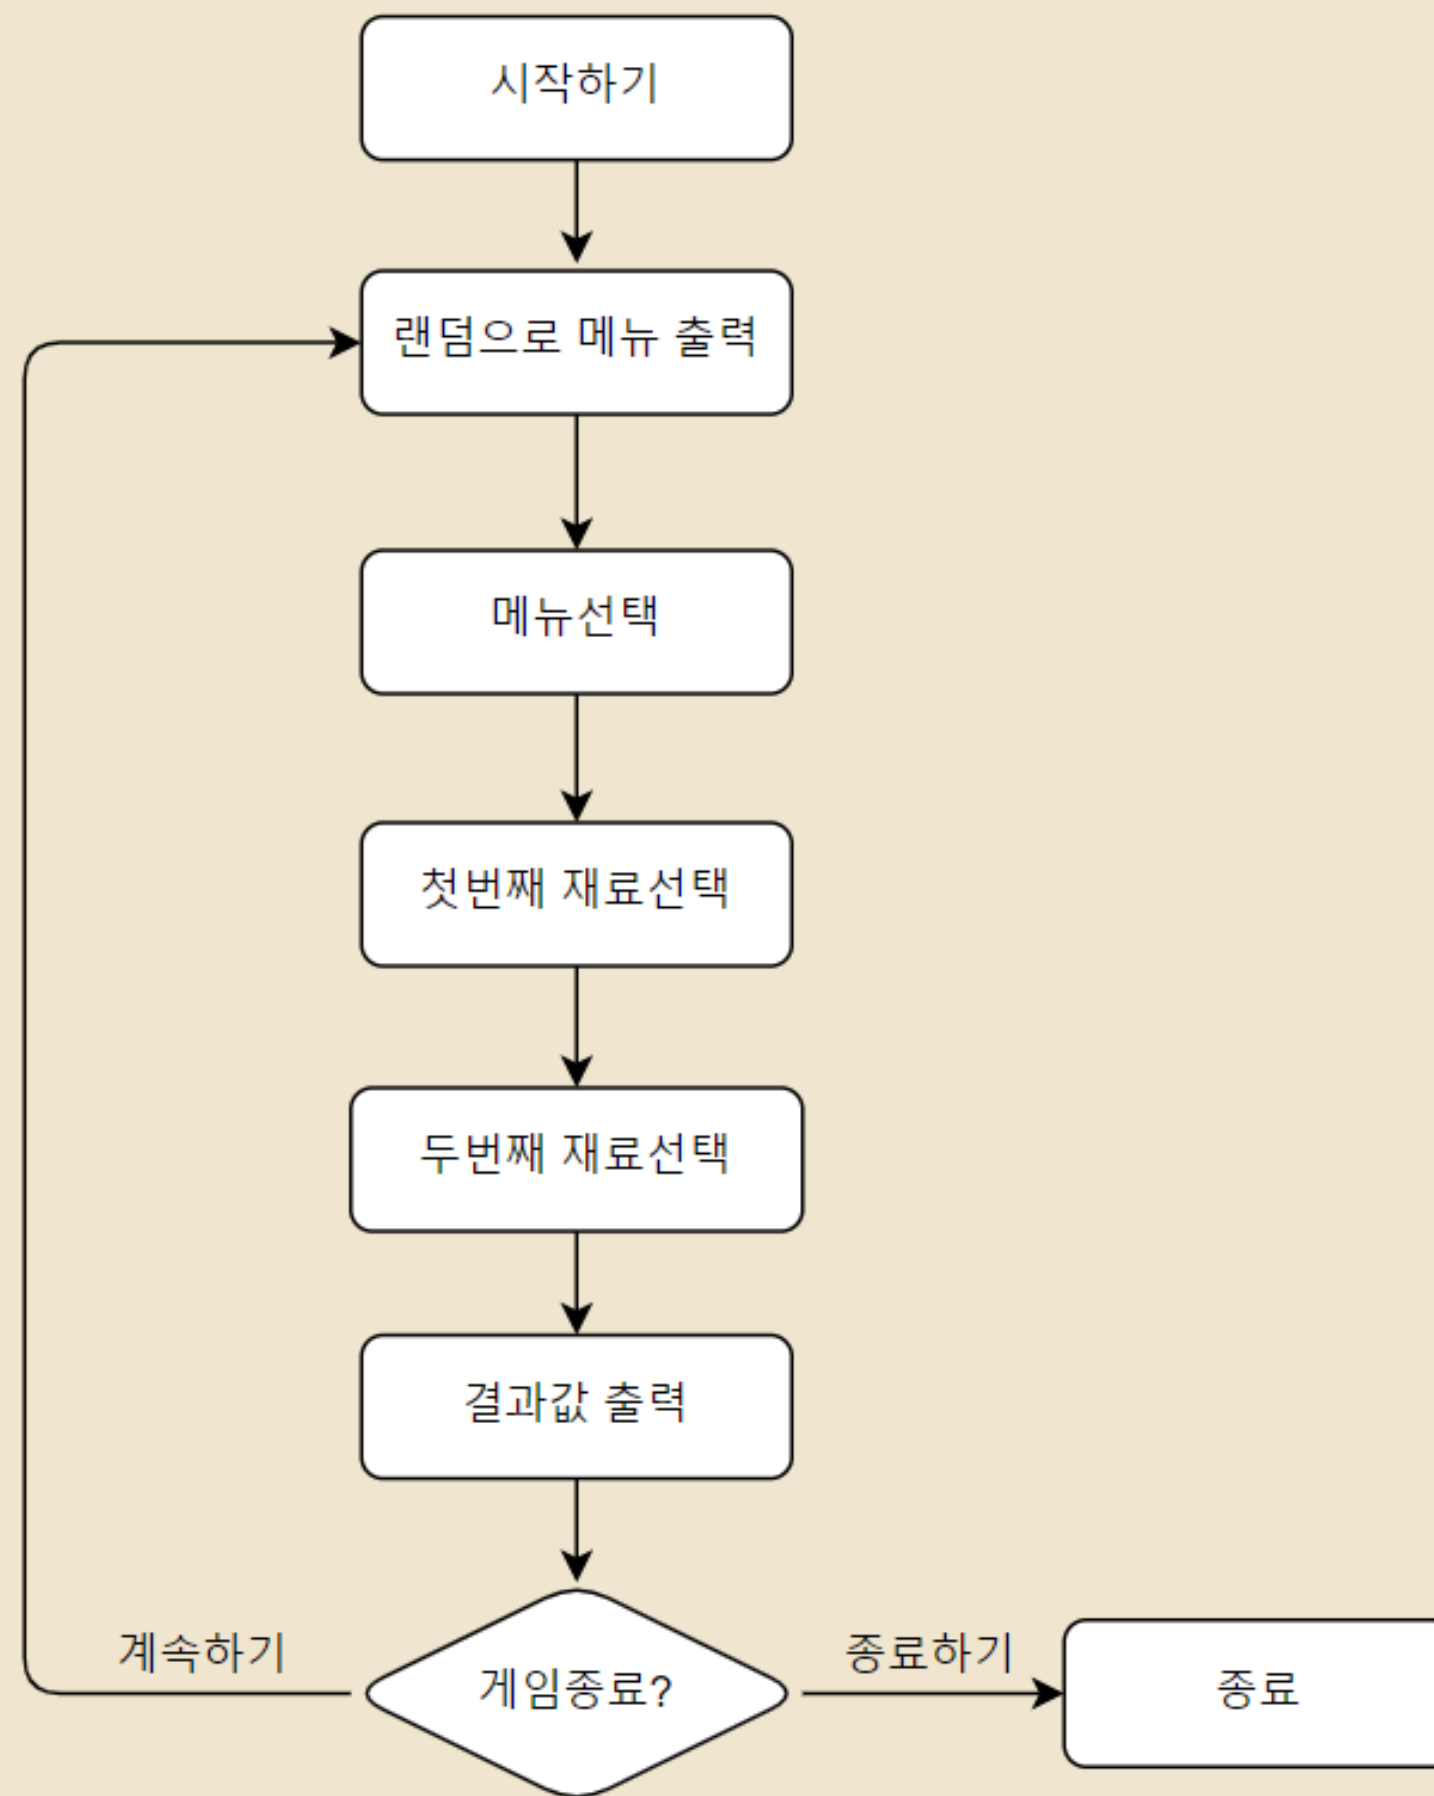 시작하기
랜덤으로 메뉴 출력
메뉴선택
첫번째 재료선택
두번째 재료선택
결과값 출력
계속하기
게임종료?
종료하기
종료